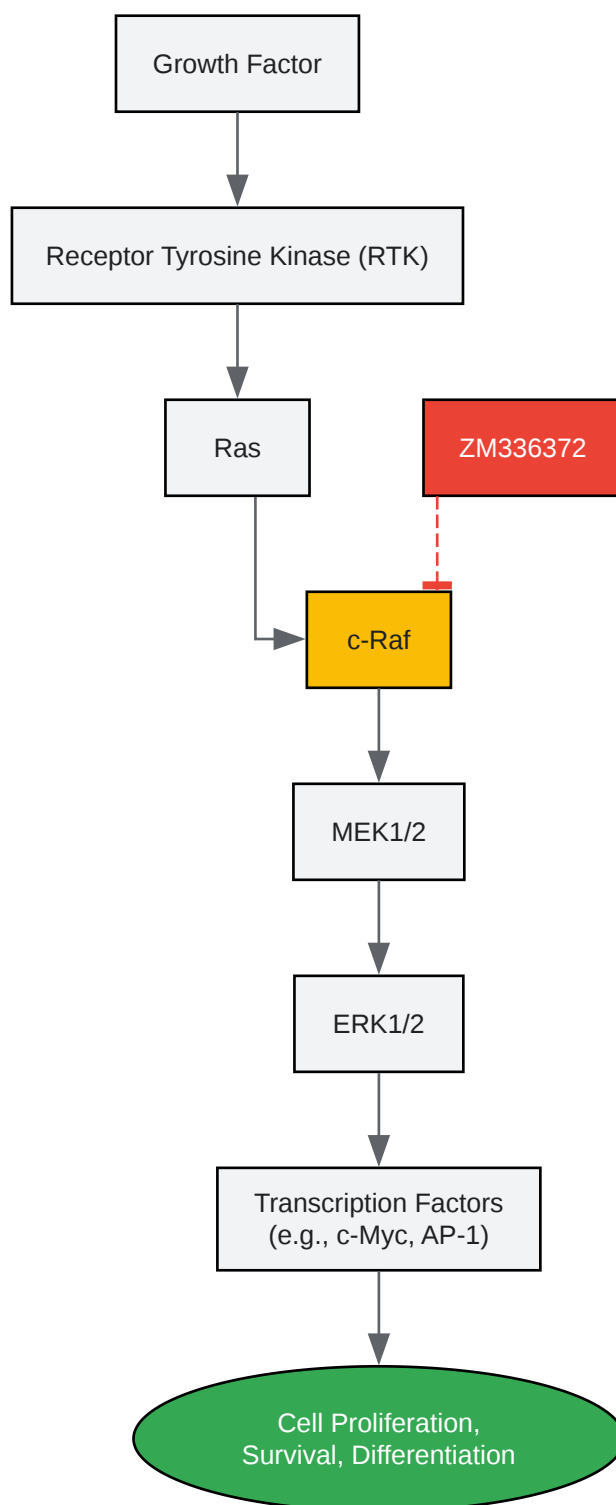 Growth Factor
Receptor Tyrosine Kinase (RTK)
Ras
ZM336372
c-Raf
MEK1/2
ERK1/2
Transcription Factors
(e.g., c-Myc, AP-1)
Cell Proliferation,
Survival, Differentiation